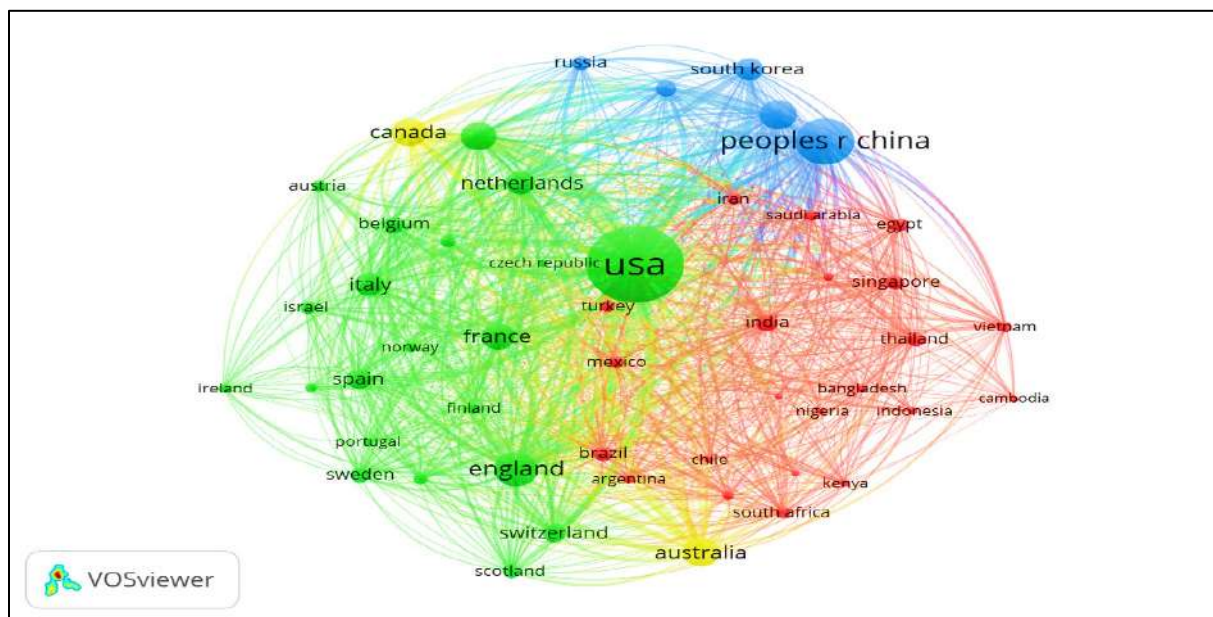 russia
south korea
canada
peoples r china
austria
netherlands
iran
saudi arabia
belgium
egypt
czech republic
usa
italy
singapore
israel
turkey
india
vietnam
france
thailand
norway
mexico
spain
ireland
bangladesh
cambodia
finland
nigeria
indonesia
portugal
brazil
chile
sweden
england
argentina
kenya
south africa
switzerland
australia
scotland
VOSviewer